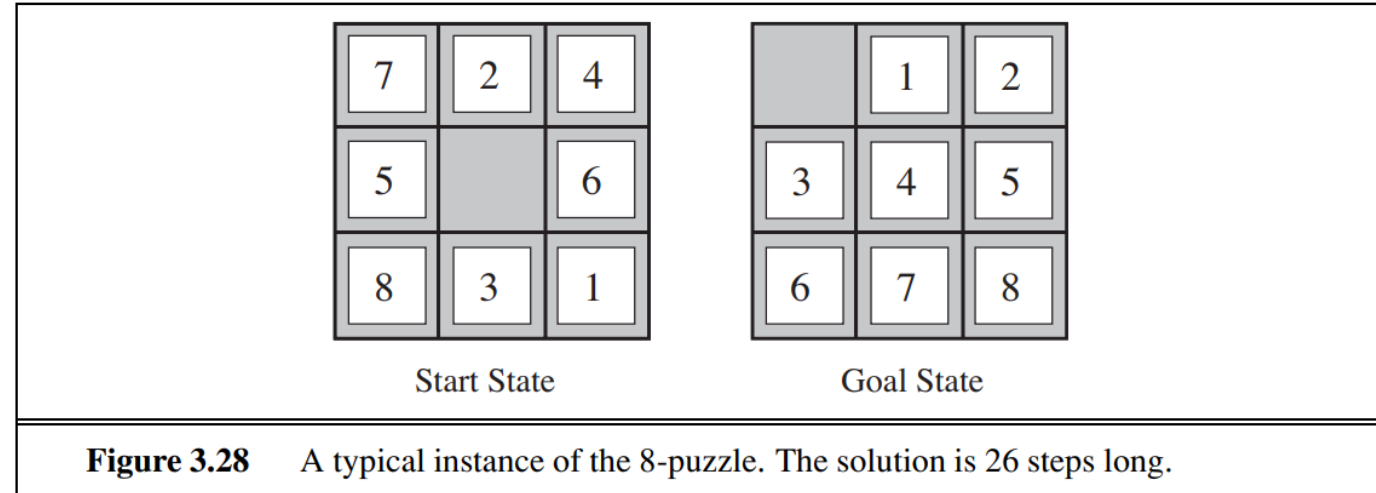 7 2 4 1 2
5 6 3 4 5
8 3 1 6 7 8
Start State Goal State
Figure 3.28 A typical instance of the 8-puzzle. The solution is 26 steps long.